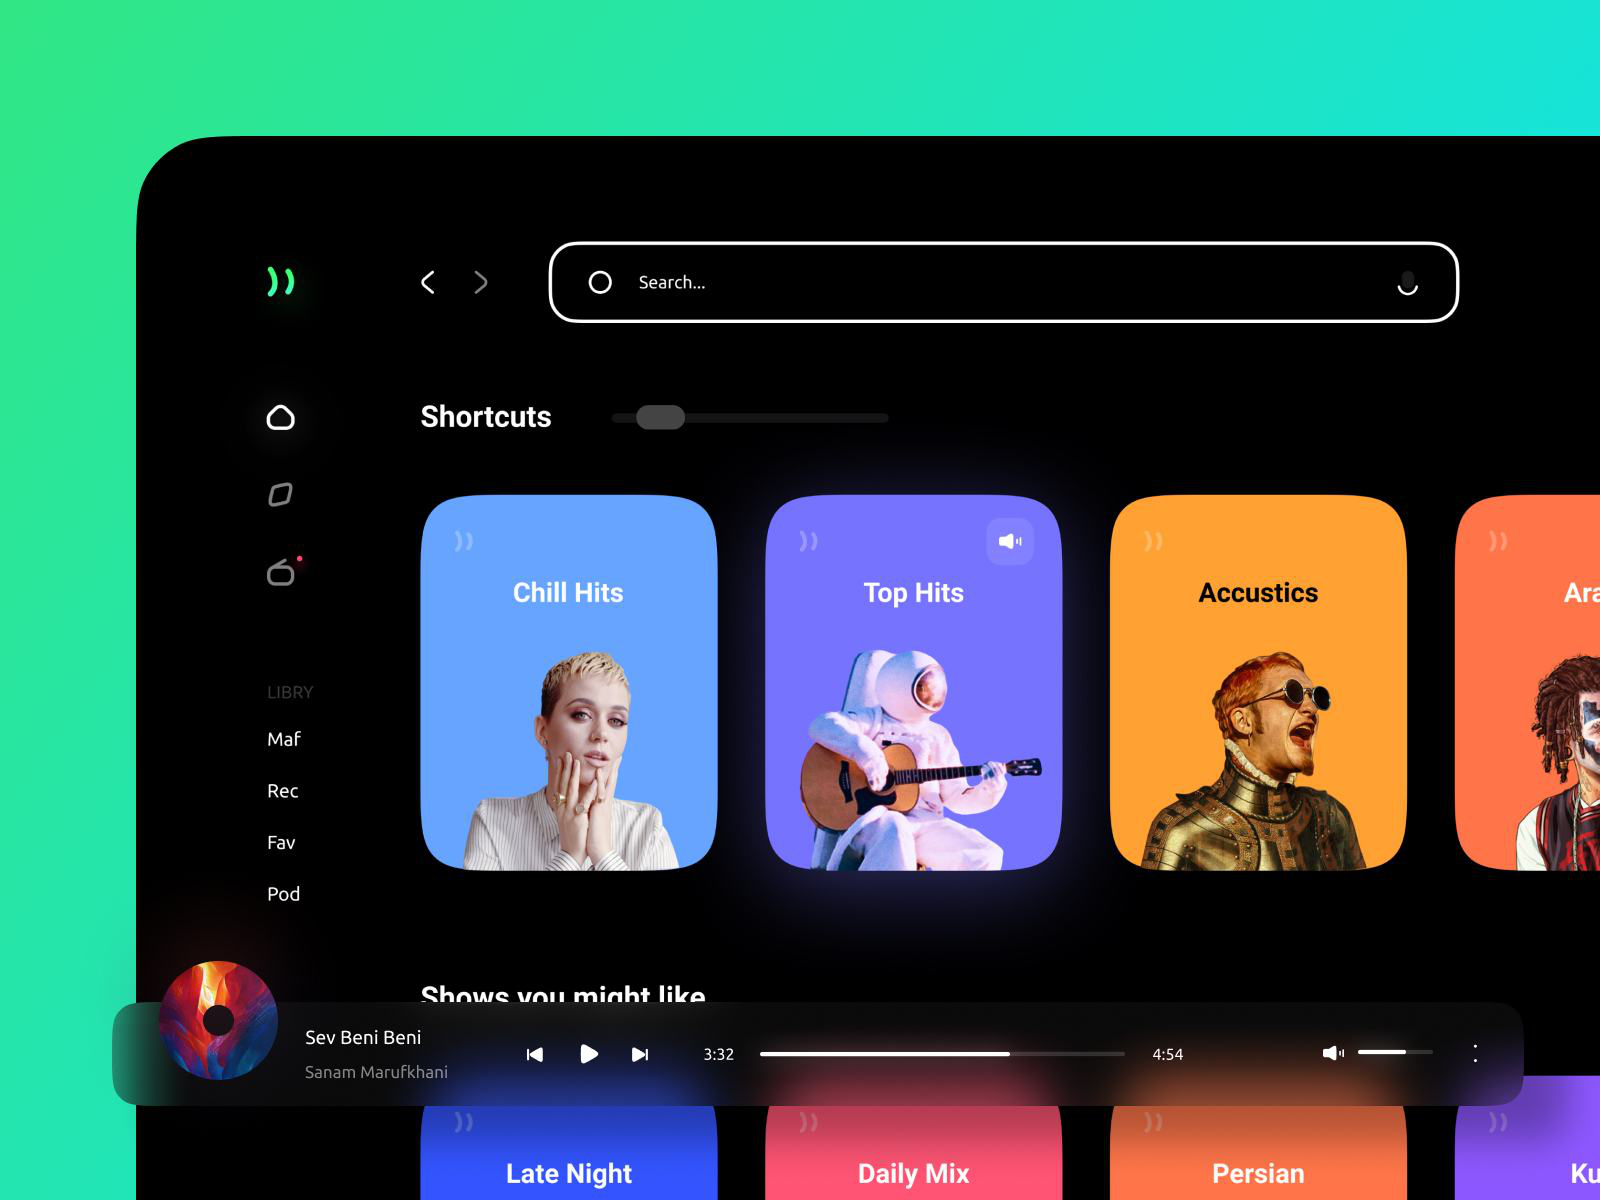 Search...
Shortcuts
Chill Hits
Top Hits
Accustics
Ara
LIBRY
Maf
Rec
Fav
Pod
Shows you might like
Sev Beni Beni
Sanam Marufkhani
3:32
4:54
Late Night
Daily Mix
Persian
Ku